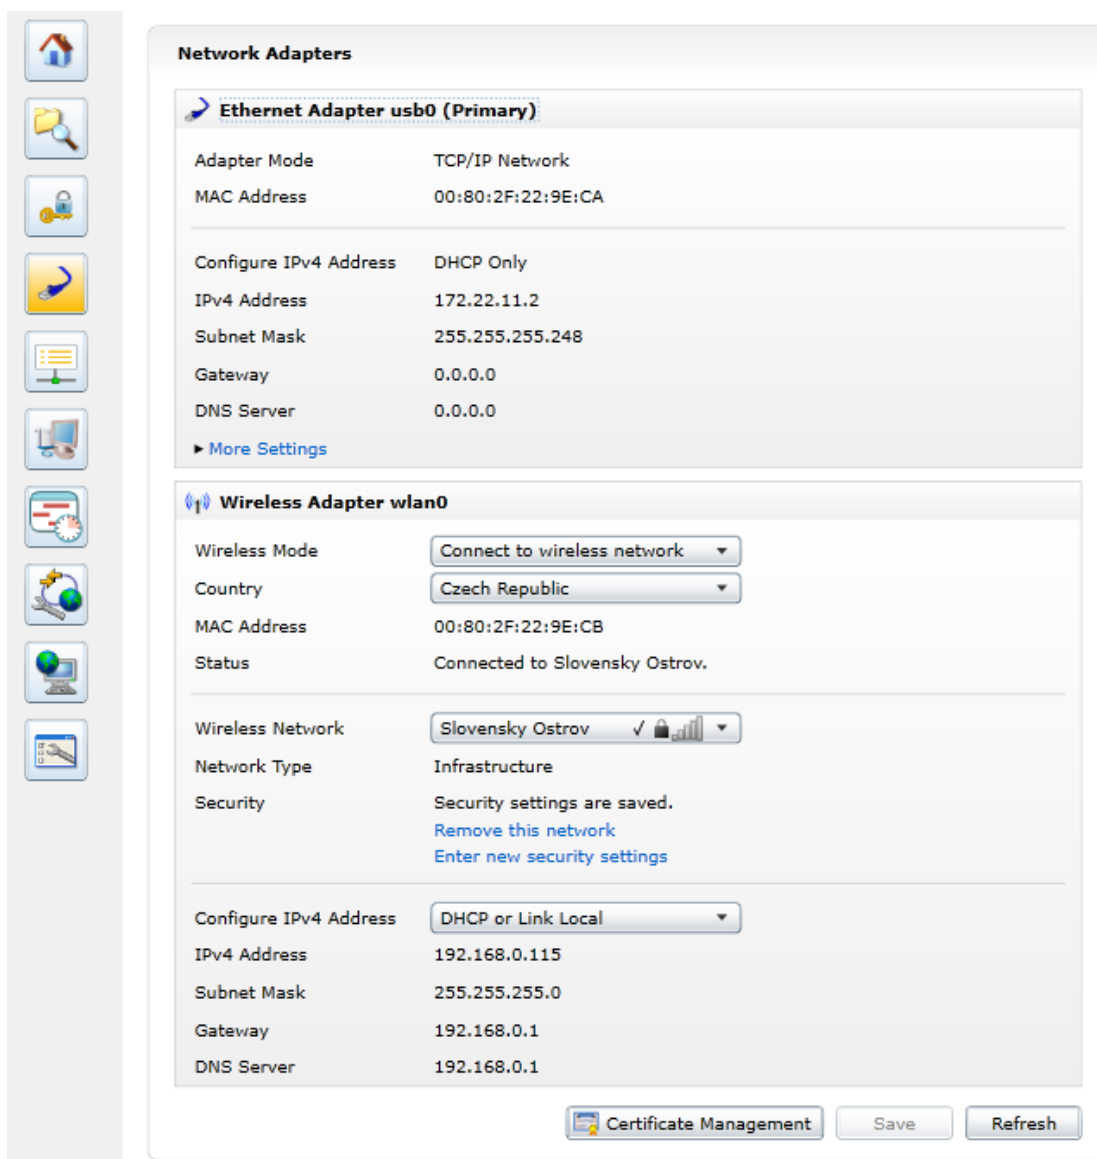 Network Adapters
Ethernet Adapter usb0 (Primary)
Adapter Mode TCP/IP Network
MAC Address 00:80:2F:22:9E:CA
Configure IPv4 Address DHCP Only
IPv4 Address 172.22.11.2
Subnet Mask 255.255.255.248
Gateway 0.0.0.0
DNS Server 0.0.0.0
More Settings
Wireless Adapter wlan0
Wireless Mode Connect to wireless network
Country Czech Republic
MAC Address 00:80:2F:22:9E:CB
Status Connected to Slovensky Ostrov.
Wireless Network Slovensky Ostrov
Network Type Infrastructure
Security Security settings are saved.
Remove this network
Enter new security settings
Configure IPv4 Address DHCP or Link Local
IPv4 Address 192.168.0.115
Subnet Mask 255.255.255.0
Gateway 192.168.0.1
DNS Server 192.168.0.1
Certificate Management Save Refresh